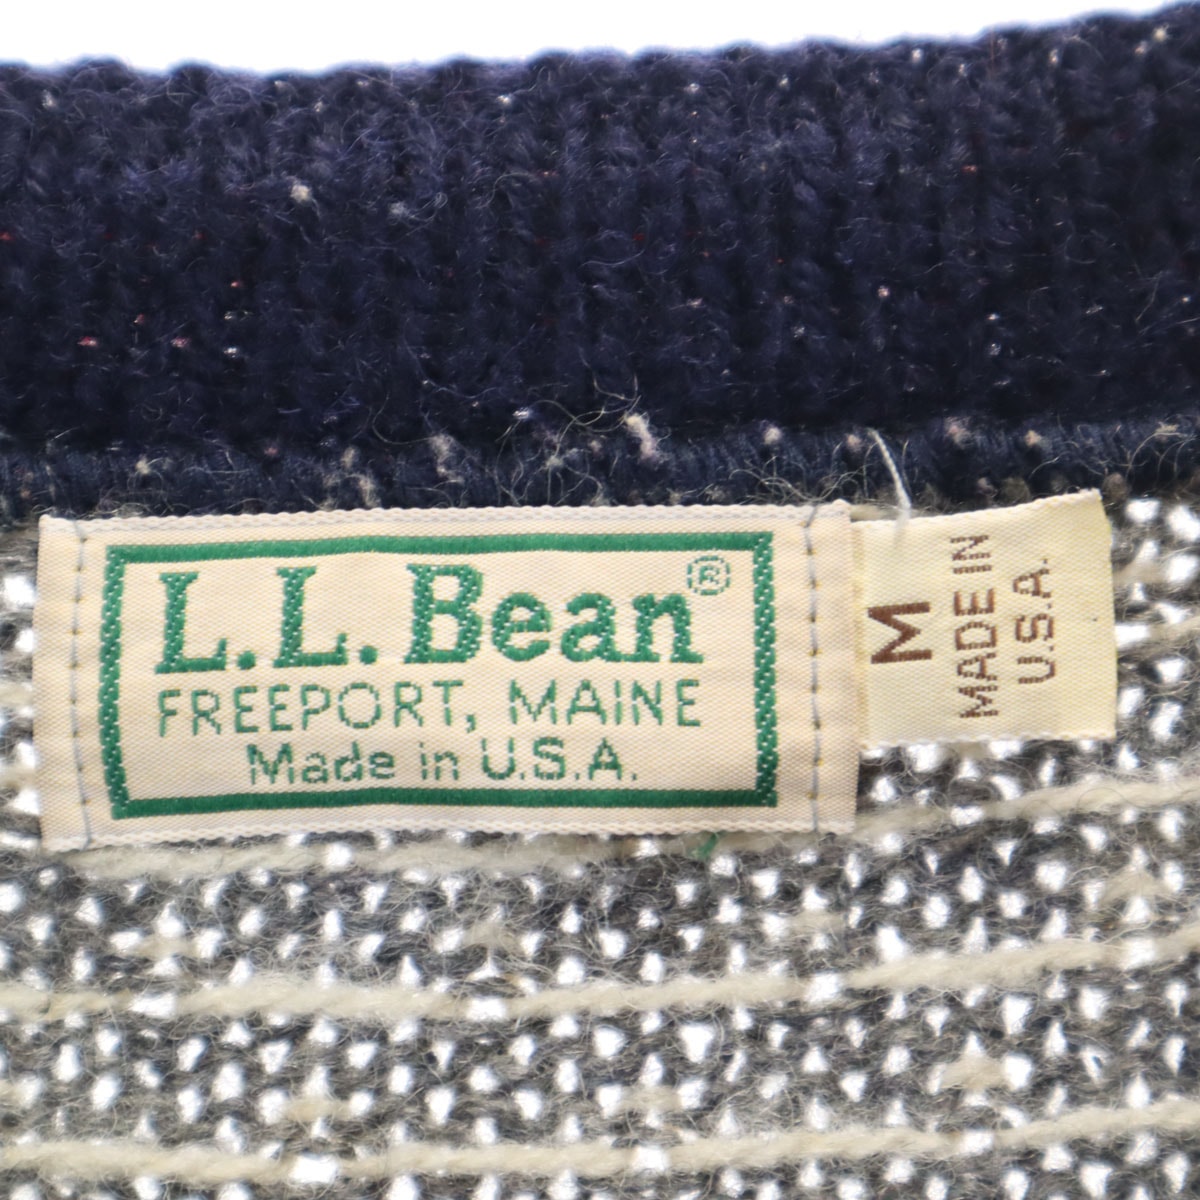 L.L.Bean®
FREEPORT, MAINE
Made in U.S.A.
M
MADE IN
U.S.A.